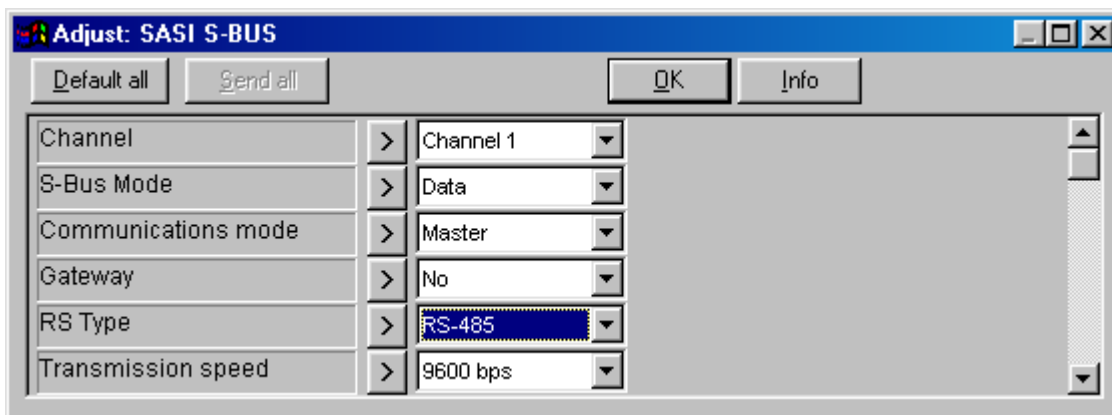 Adjust: SASI S-BUS
Default all Send all OK Info
Channel > Channel 1
S-Bus Mode > Data
Communications mode > Master
Gateway > No
RS Type > RS-485
Transmission speed > 9600 bps